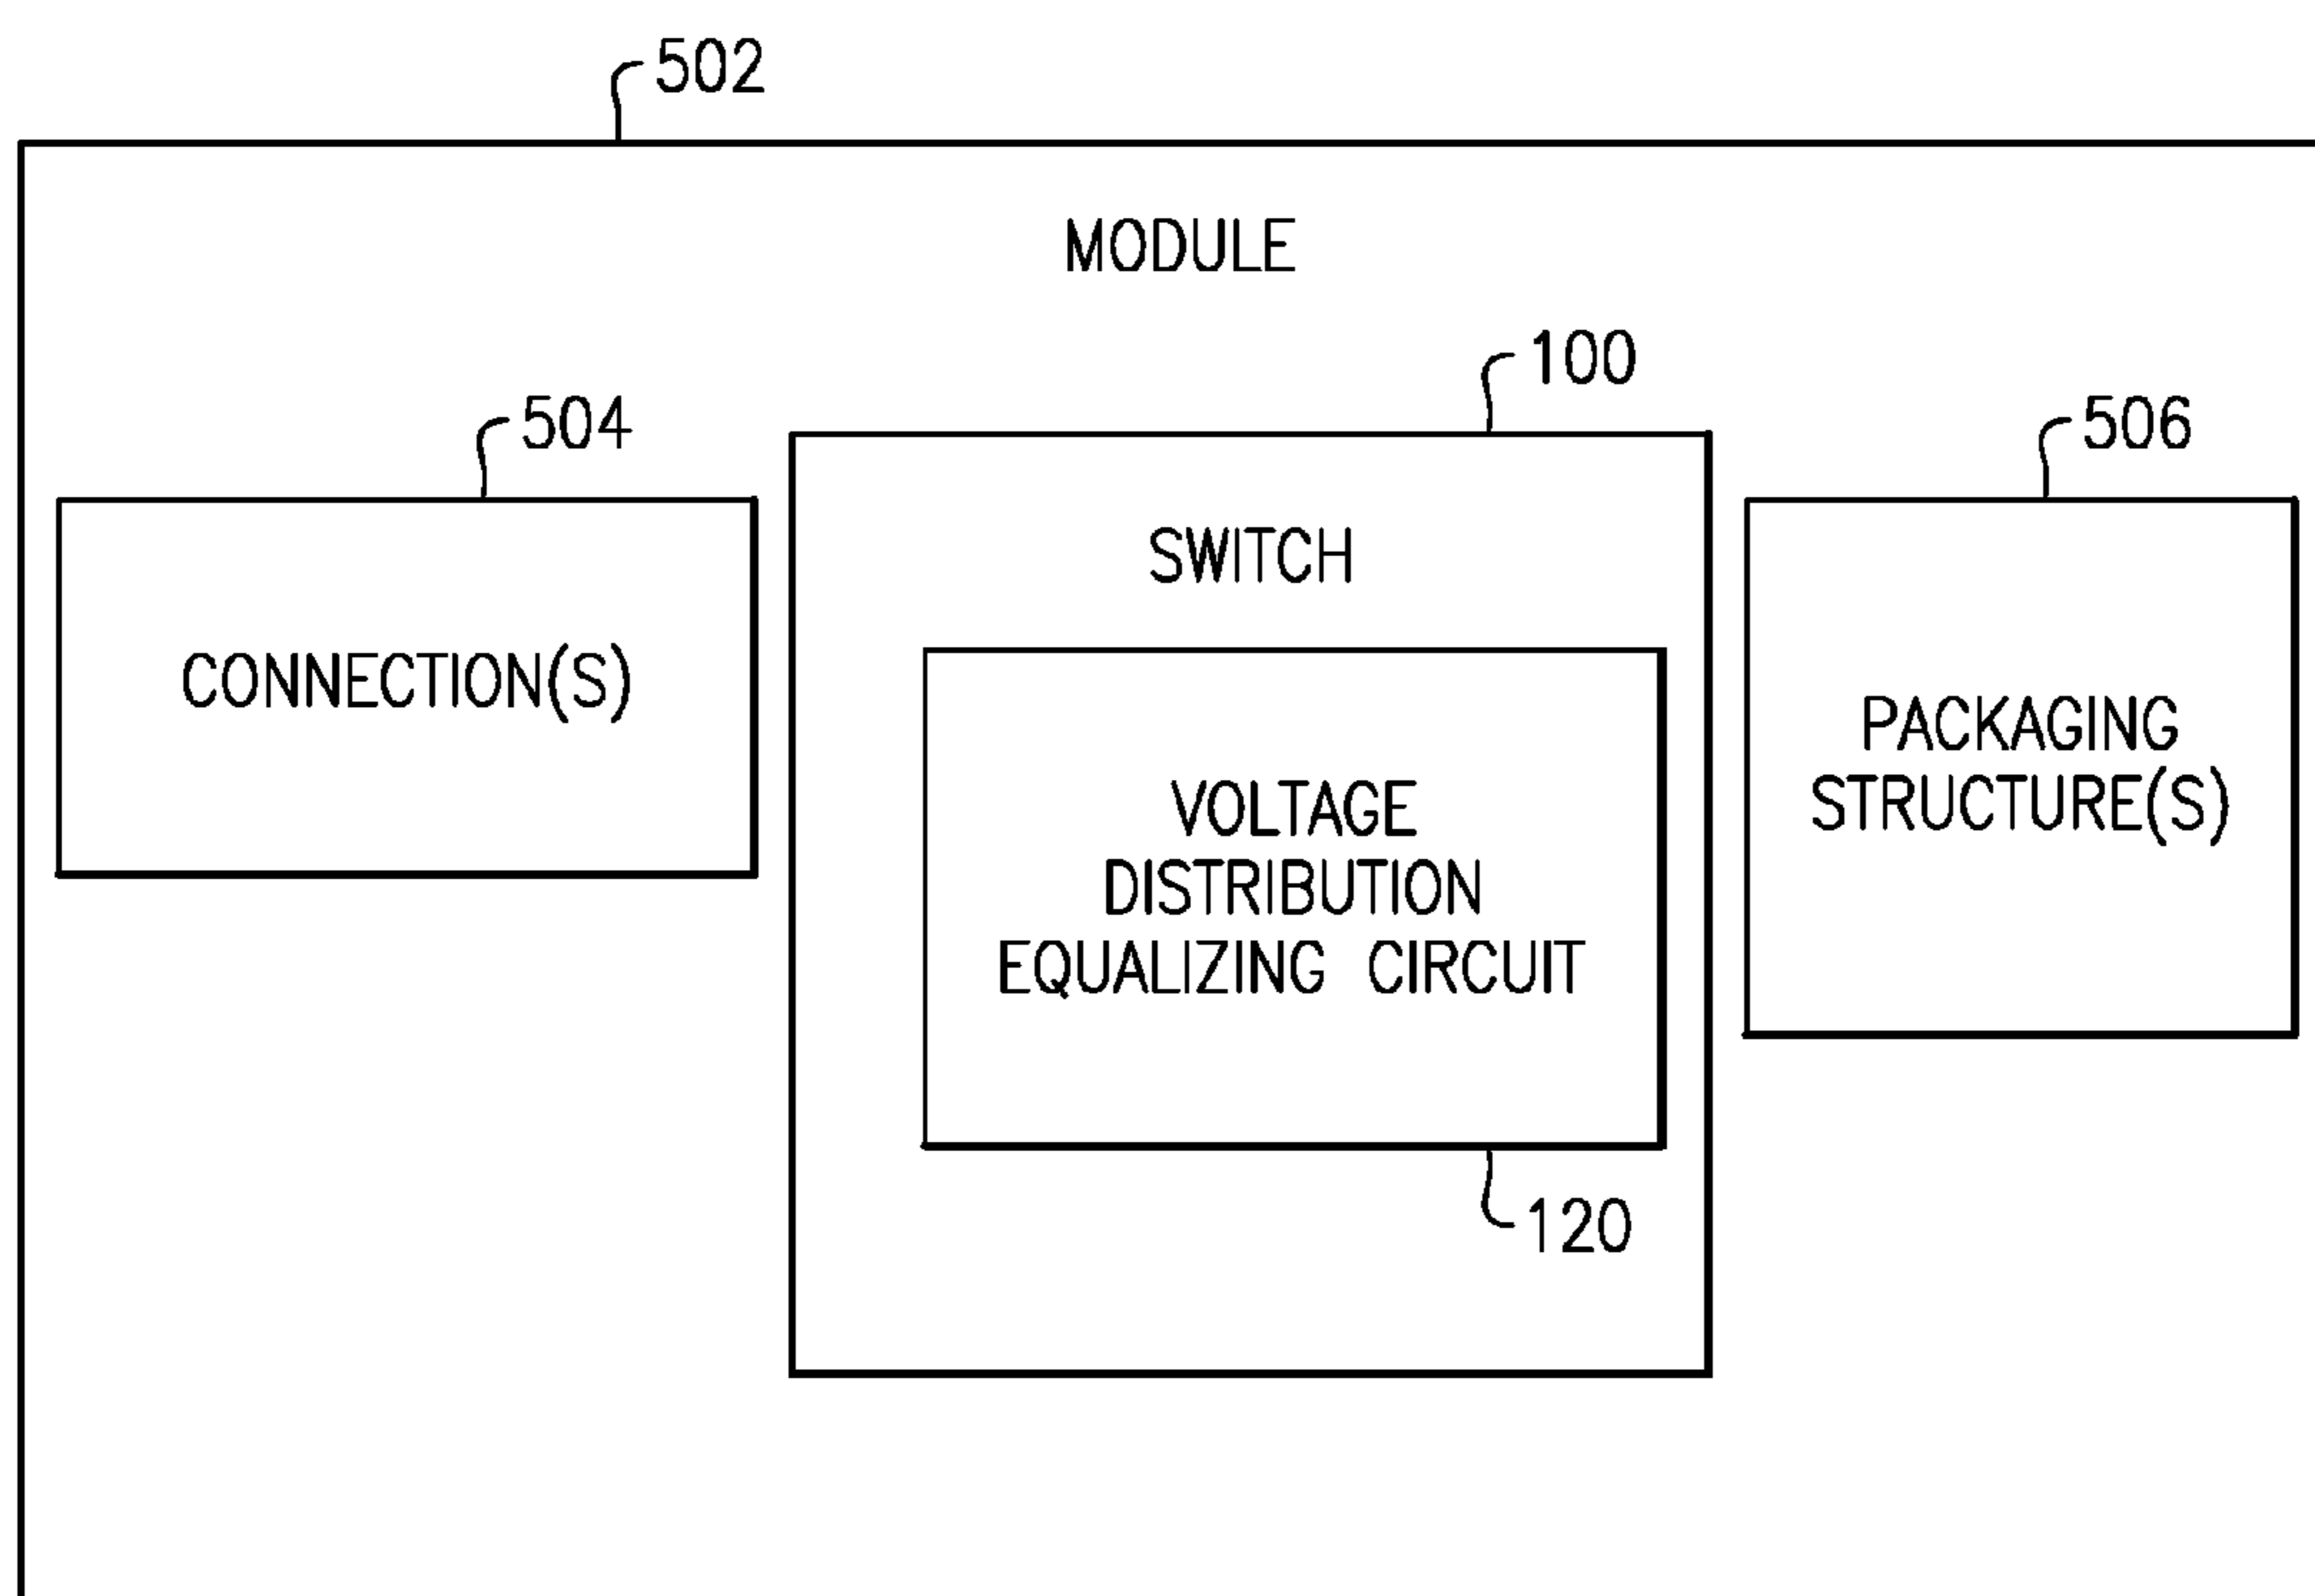 502
MODULE
100
504
506
SWITCH
CONNECTION(S)
PACKAGING
STRUCTURE(S)
VOLTAGE
DISTRIBUTION
EQUALIZING CIRCUIT
120